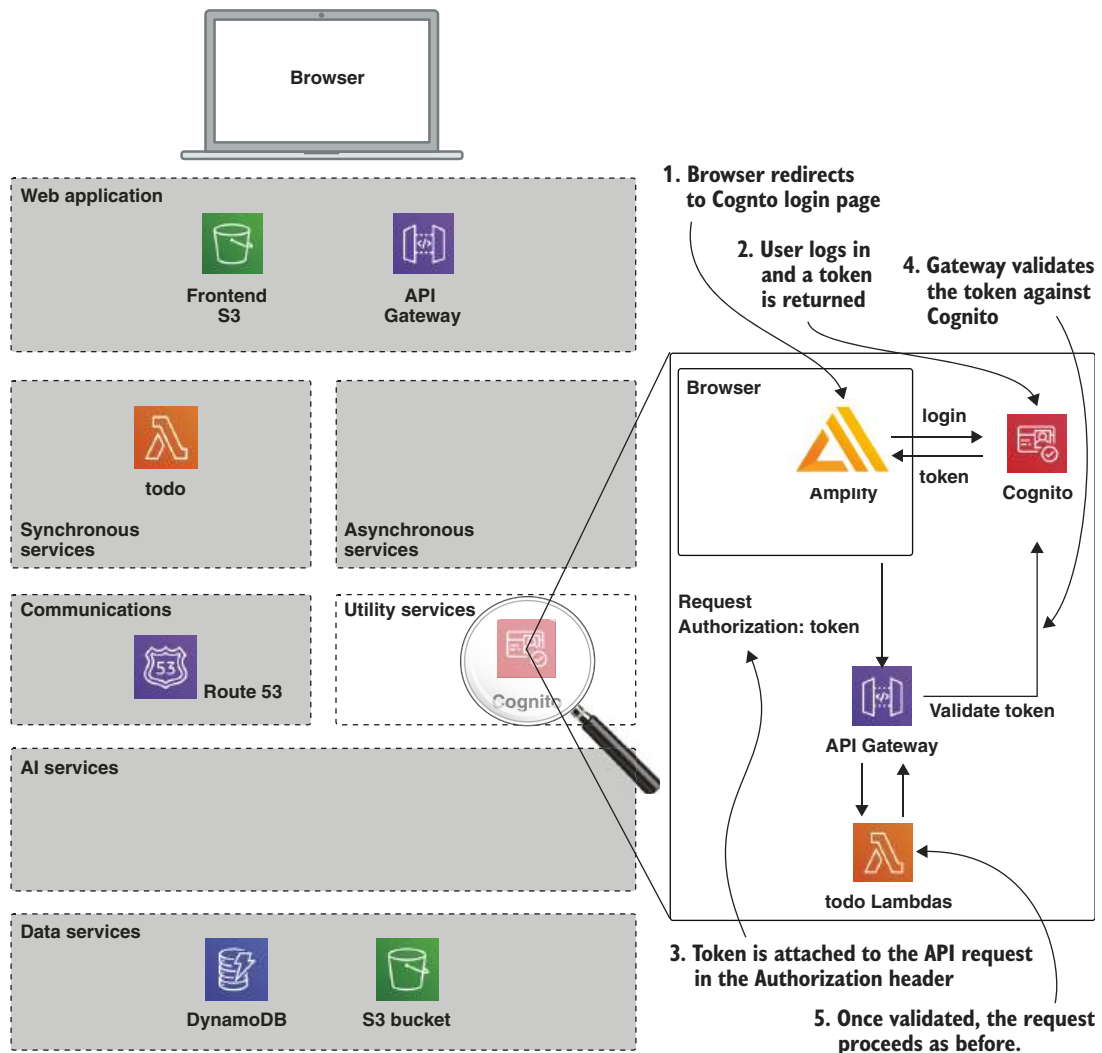 Browser
Web application
Frontend
S3
API
Gateway
todo
Synchronous
services
Asynchronous
services
Communications
53
Route 53
Utility services
Cognito
AI services
Data services
DynamoDB
S3 bucket
1. Browser redirects
to Cognto login page
2. User logs in
and a token
is returned
4. Gateway validates
the token against
Cognito
Browser
Amplify
login
token
Cognito
Request
Authorization: token
</>
Validate token
API Gateway
todo Lambdas
3. Token is attached to the API request
in the Authorization header
5. Once validated, the request
proceeds as before.